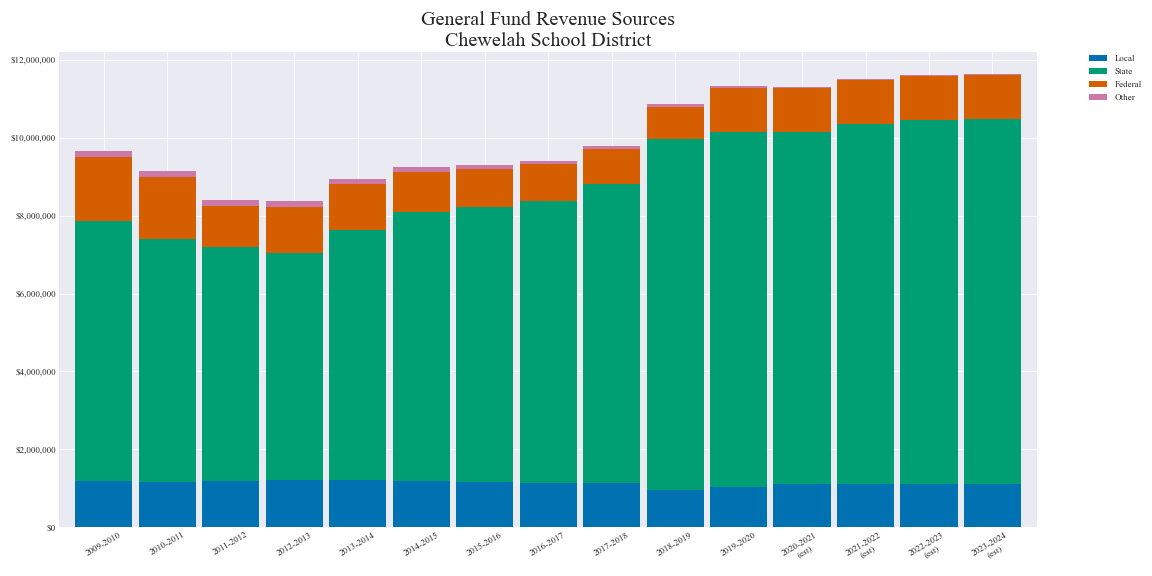 General Fund Revenue Sources
Chewelah School District
$12,000,000
$10,000,000
$8,000,000
$6,000,000
$4,000,000
$2,000,000
$0
2009-2010
2010-2011
2011-2012
2012-2013
2013-2014
2014-2015
2015-2016
2016-2017
2017-2018
2018-2019
2019-2020
2020-2021
(est)
2021-2022
(est)
2022-2023
(est)
2023-2024
(est)
Local
State
Federal
Other